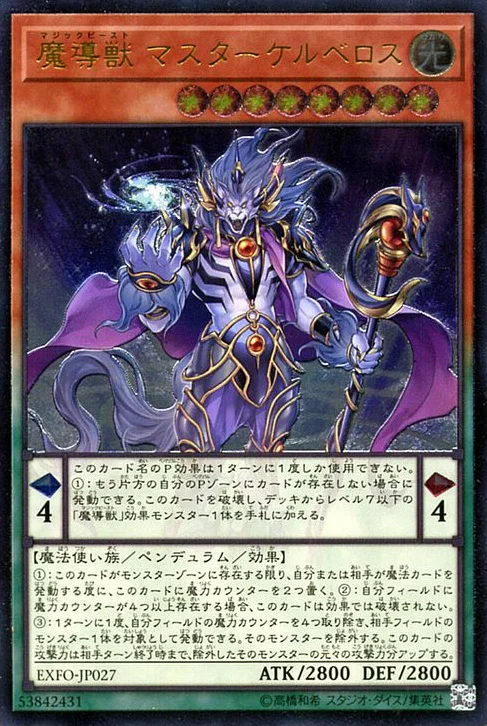 魔導獣 マスターケルベロス
光
このカード名のP効果は1ターンに1度しか使用できない。
①:もう片方の自分のPゾーンにカードが存在しない場合に
発動できる。このカードを破壊し、デッキからレベル7以下の
「魔導獣」効果モンスター1体を手札に加える。
4
4
【魔法使い族/ペンデュラム/効果】
①:このカードがモンスターゾーンに存在する限り、自分または相手が魔法カードを
発動する度に、このカードに魔力カウンターを2つ置く。②:自分フィールドに
魔力カウンターが4つ以上存在する場合、このカードは効果では破壊されない。
③:1ターンに1度、自分フィールドの魔力カウンターを4つ取り除き、相手フィールドの
モンスター1体を対象として発動できる。そのモンスターを除外する。このカードの
攻撃力は相手ターン終了時まで、除外したそのモンスターの元々の攻撃力分アップする。
EXFO-JP027
ATK/2800 DEF/2800
53842431
©高橋和希 スタジオ・ダイス/集英社